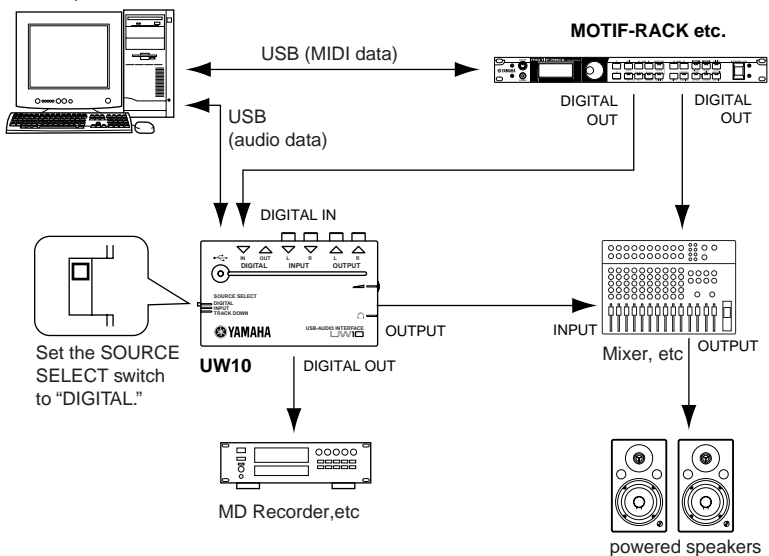 MOTIF-RACK etc.
USB (MIDI data)
DIGITAL
OUT
DIGITAL
OUT
USB
(audio data)
DIGITAL IN
IN OUT L R L R
DIGITAL INPUT OUTPUT
SOURCE SELECT
DIGITAL
INPUT
TRACK DOWN
YAMAHA
USB-AUDIO INTERFACE
UW10
OUTPUT
INPUT
Mixer, etc
OUTPUT
Set the SOURCE
SELECT switch
to “DIGITAL.”
UW10
DIGITAL OUT
MD Recorder,etc
powered speakers